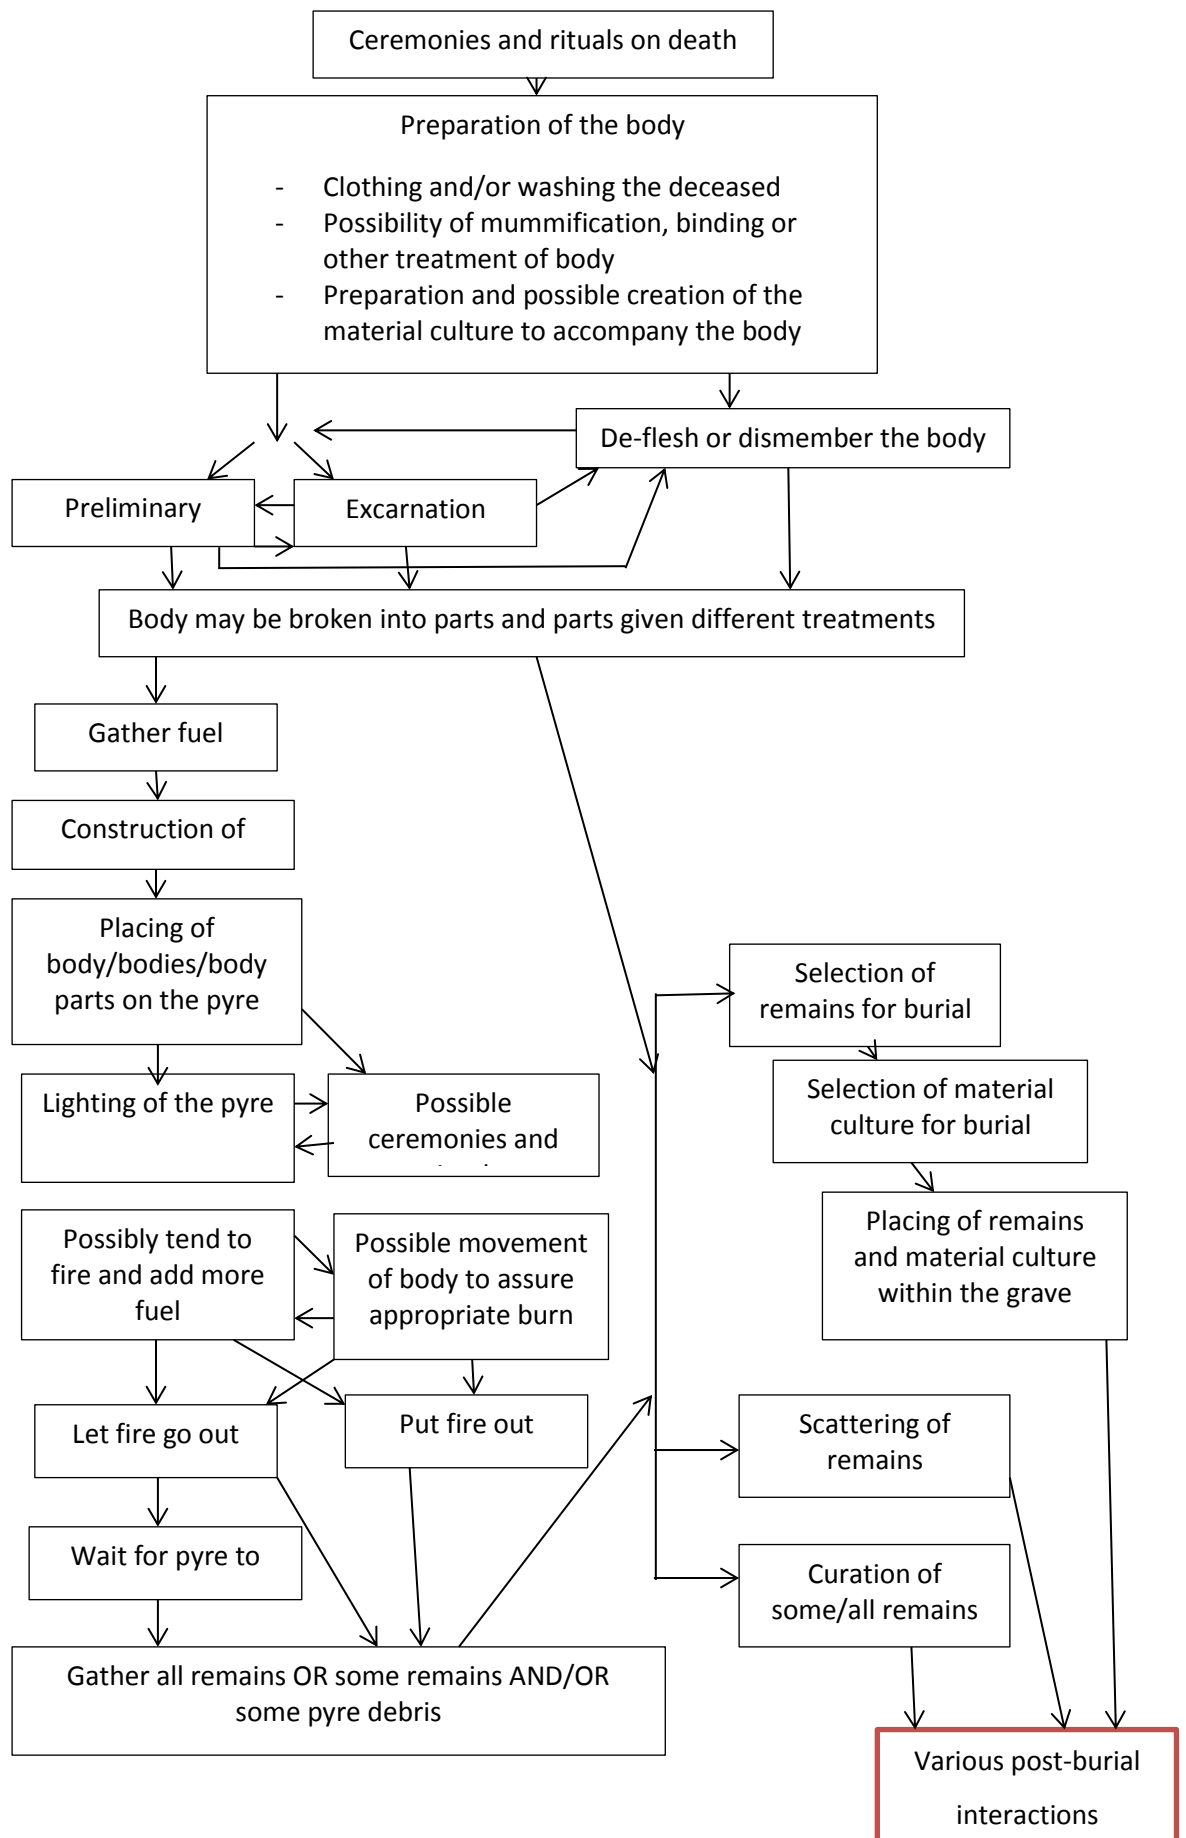 Ceremonies and rituals on death
Preparation of the body
- Clothing and/or washing the deceased
- Possibility of mummification, binding or
other treatment of body
- Preparation and possible creation of the
material culture to accompany the body
De-flesh or dismember the body
Preliminary
Excarnation
Body may be broken into parts and parts given different treatments
Gather fuel
Construction of
Placing of
body/bodies/body
parts on the pyre
Lighting of the pyre
Possible
ceremonies and
Possibly tend to
fire and add more
fuel
Possible movement
of body to assure
appropriate burn
Let fire go out
Put fire out
Wait for pyre to
Gather all remains OR some remains AND/OR
some pyre debris
Selection of
remains for burial
Selection of material
culture for burial
Placing of remains
and material culture
within the grave
Scattering of
remains
Curation of
some/all remains
Various post-burial
interactions